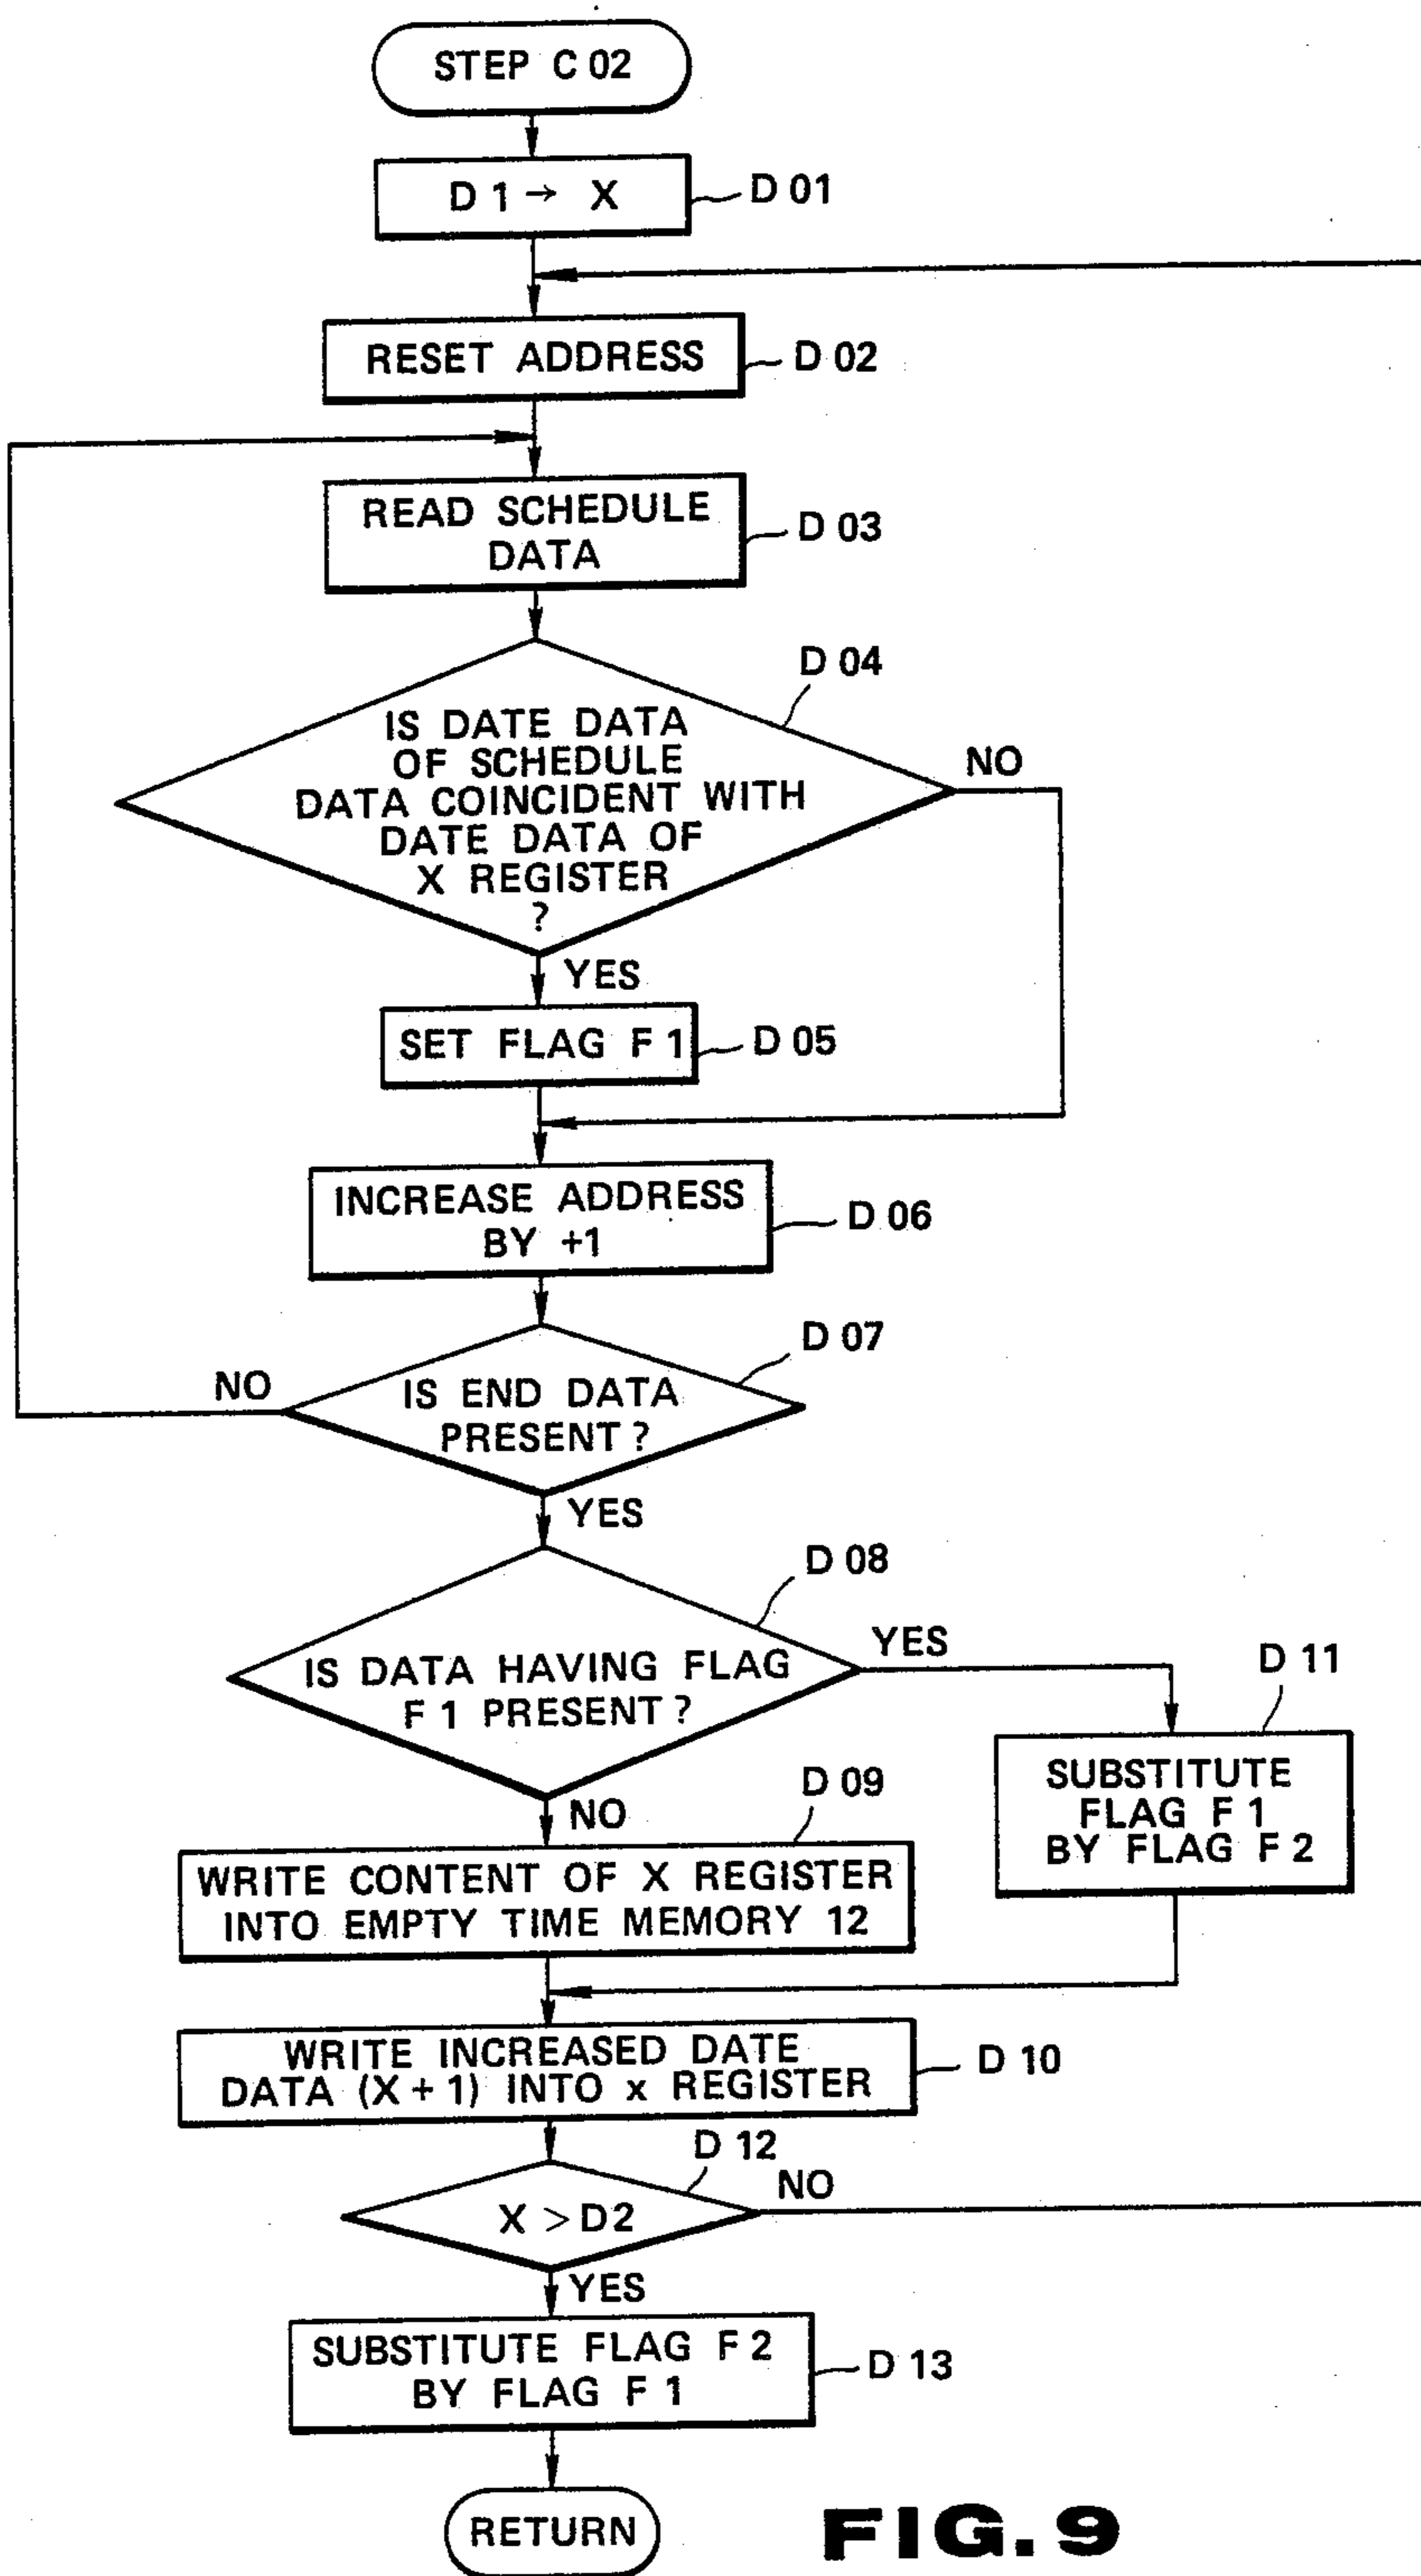 STEP C 02
D 1 → X
D 01
RESET ADDRESS
D 02
READ SCHEDULE
DATA
D 03
D 04
IS DATE DATA
OF SCHEDULE
DATA COINCIDENT WITH
DATE DATA OF
X REGISTER
?
NO
YES
SET FLAG F 1
D 05
INCREASE ADDRESS
BY +1
D 06
D 07
IS END DATA
PRESENT ?
NO
YES
D 08
IS DATA HAVING FLAG
F 1 PRESENT ?
YES
D 11
SUBSTITUTE
FLAG F 1
BY FLAG F 2
NO
D 09
WRITE CONTENT OF X REGISTER
INTO EMPTY TIME MEMORY 12
WRITE INCREASED DATE
DATA (X + 1) INTO x REGISTER
D 10
D 12
X > D2
NO
YES
SUBSTITUTE FLAG F 2
BY FLAG F 1
D 13
RETURN
FIG. 9